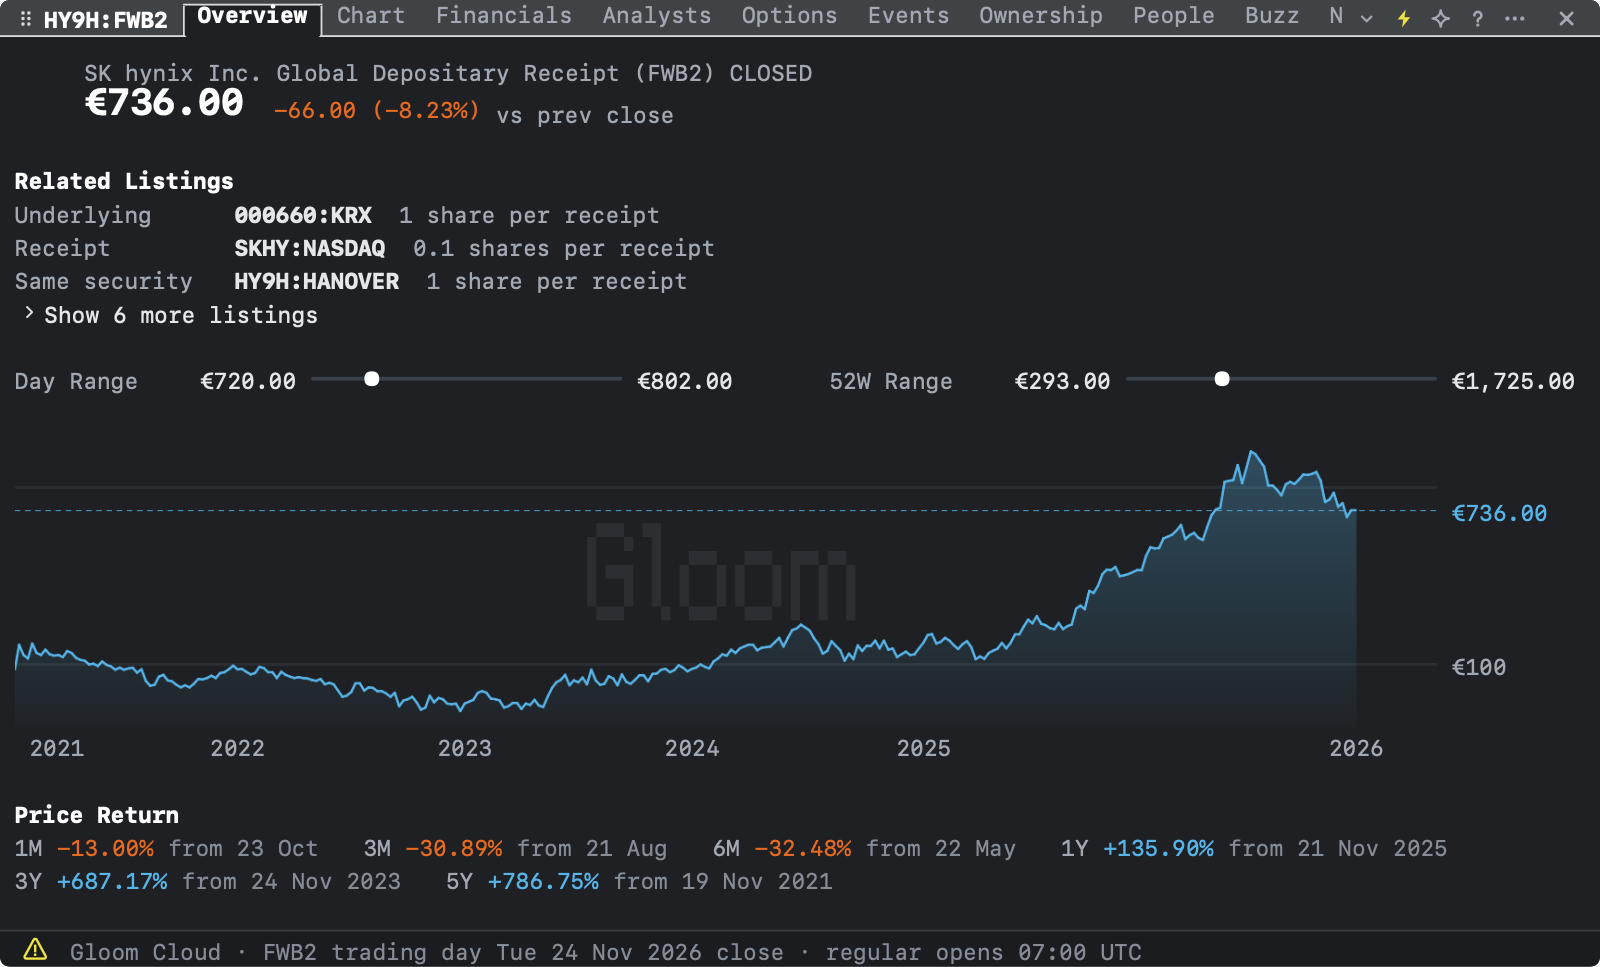 HY9H:FWB2 Overview Chart Financials Analysts Options Events Ownership People Buzz N
SK hynix Inc. Global Depositary Receipt (FWB2) CLOSED
€736.00 −66.00 (−8.23%) vs prev close
Related Listings
Underlying 000660:KRX 1 share per receipt
Receipt SKHY:NASDAQ 0.1 shares per receipt
Same security HY9H:HANOVER 1 share per receipt
Show 6 more listings
Day Range €720.00 €802.00 52W Range €293.00 €1,725.00
€736.00
Gloom
€100
2021 2022 2023 2024 2025 2026
Price Return
1M −13.00% from 23 Oct 3M −30.89% from 21 Aug 6M −32.48% from 22 May 1Y +135.90% from 21 Nov 2025
3Y +687.17% from 24 Nov 2023 5Y +786.75% from 19 Nov 2021
Gloom Cloud · FWB2 trading day Tue 24 Nov 2026 close · regular opens 07:00 UTC